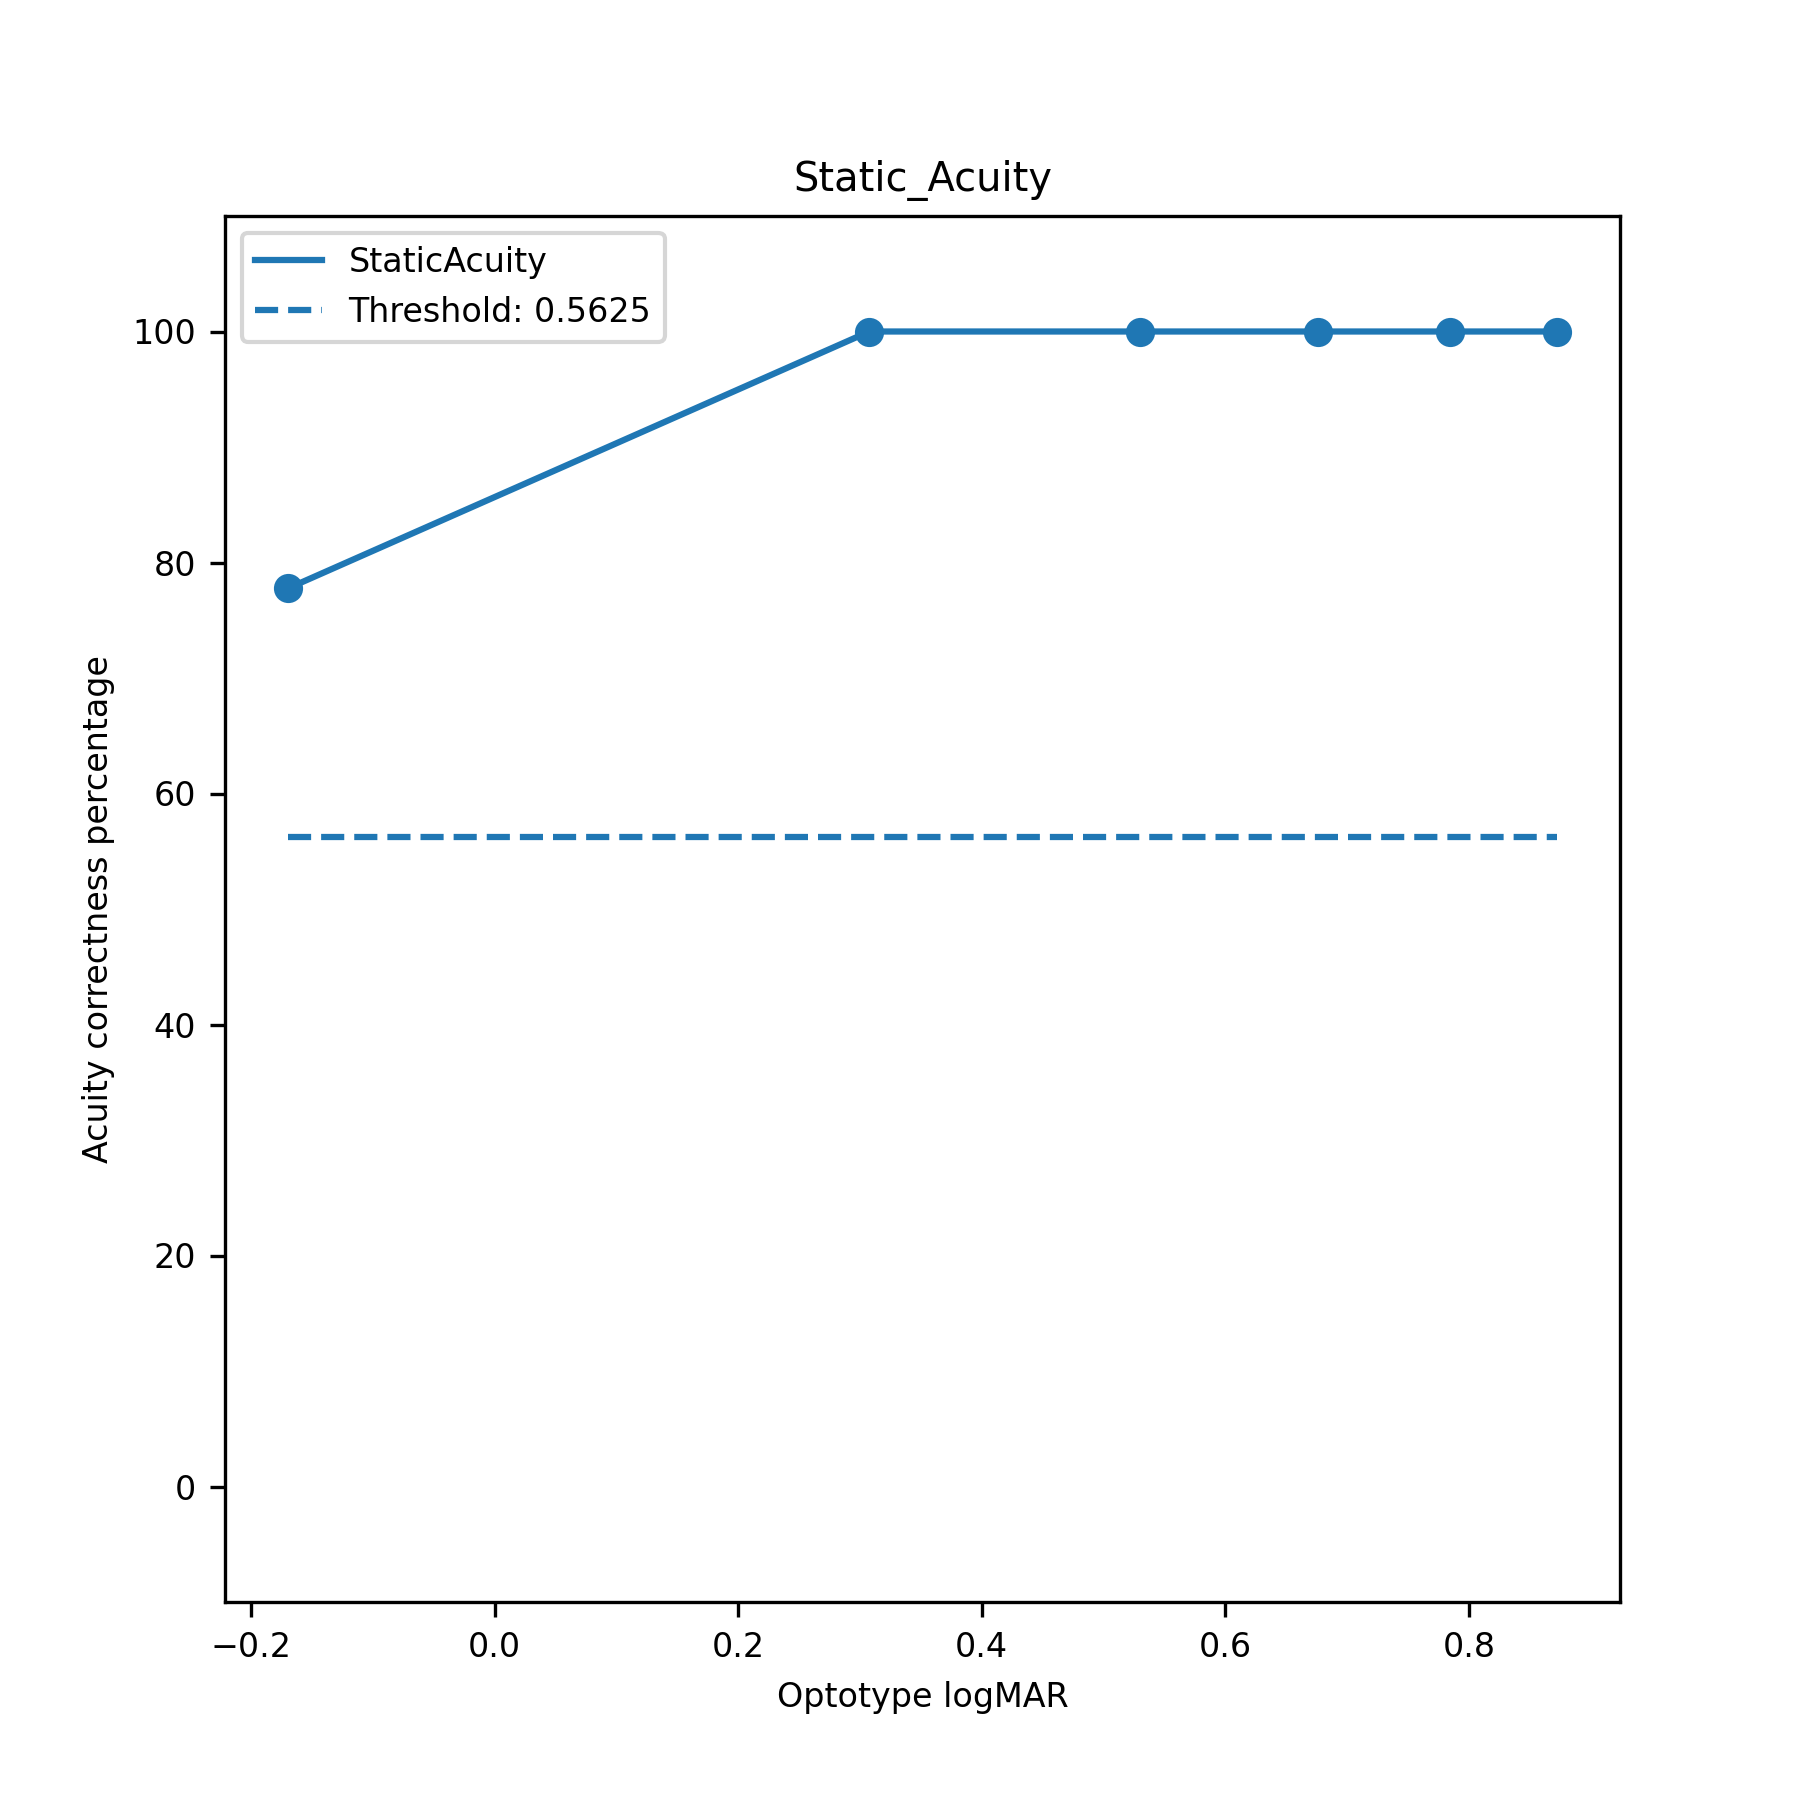 Static_Acuity
StaticAcuity
Threshold: 0.5625
100
80
60
40
20
0
Acuity correctness percentage
−0.2 0.0 0.2 0.4 0.6 0.8
Optotype logMAR